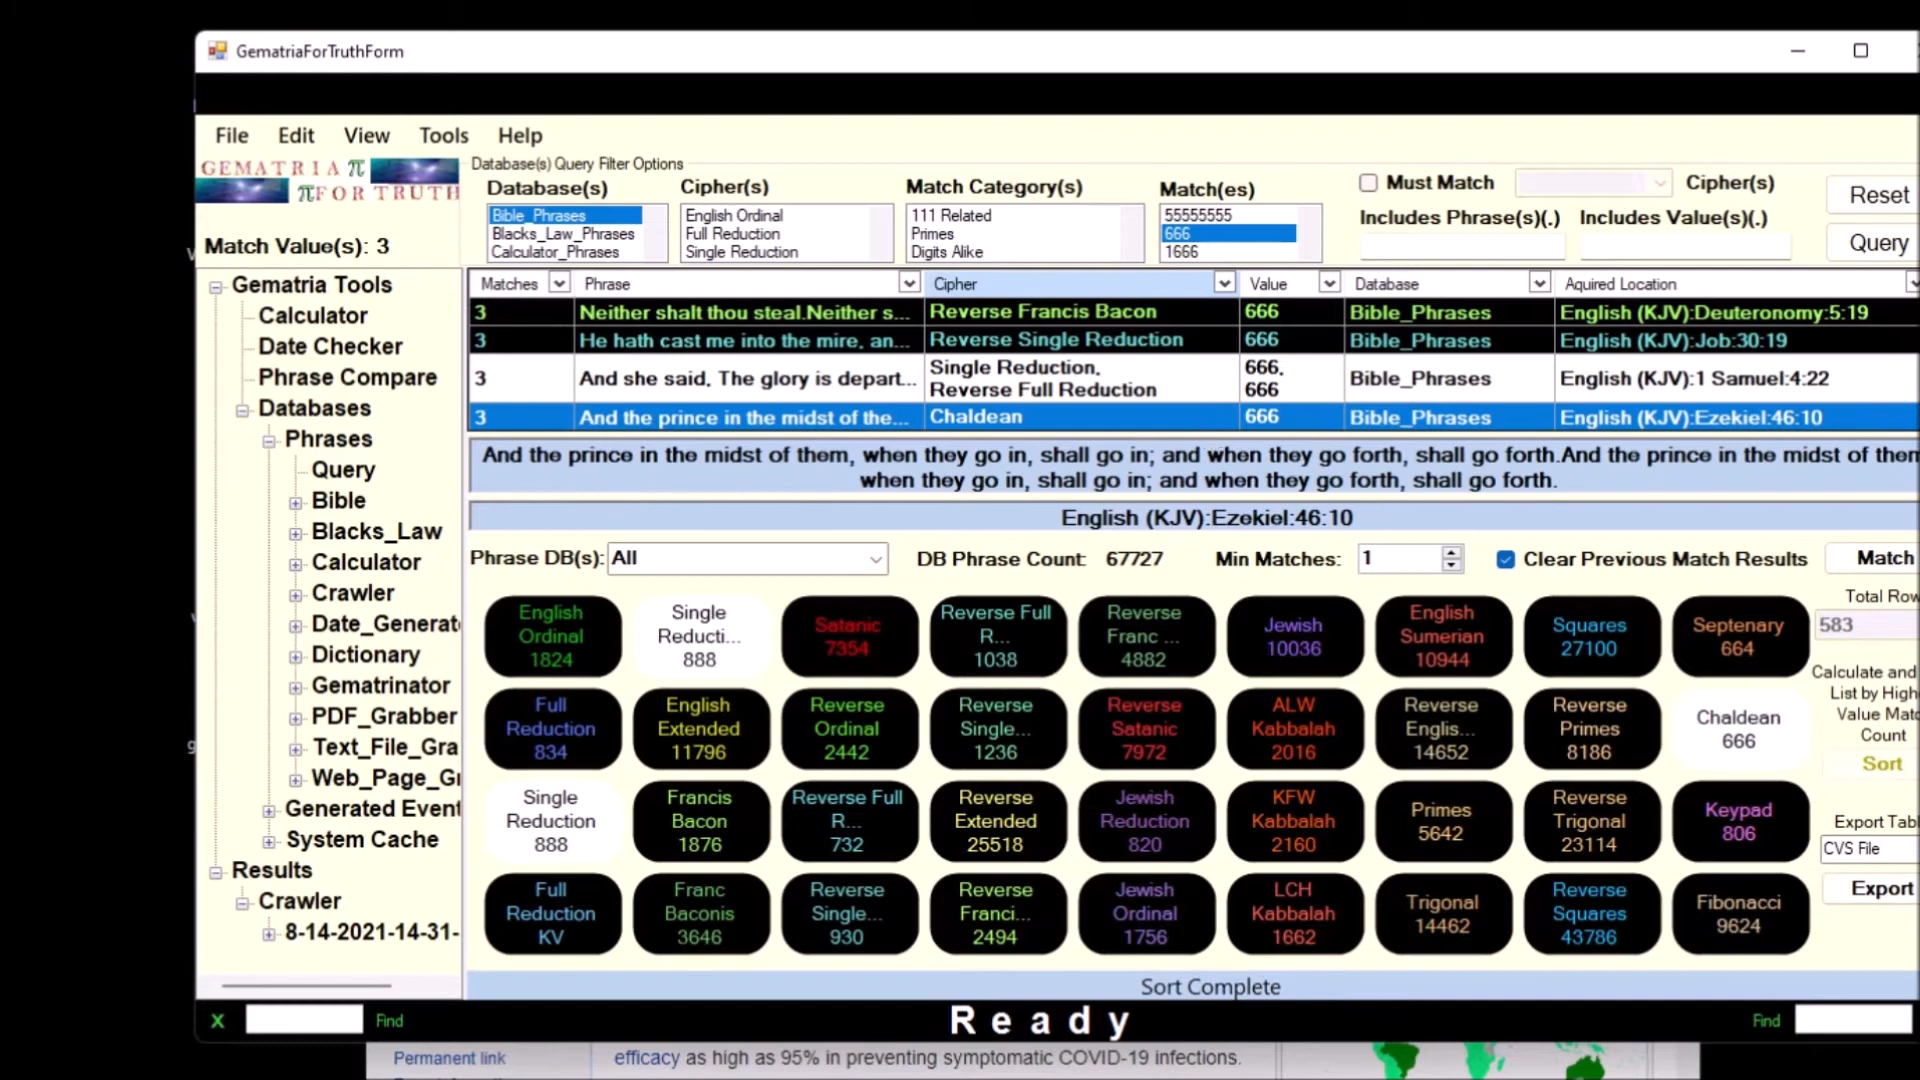 GematriaForTruthForm
File Edit View Tools Help
GEMATRIA π
πFOR TRUTH
Match Value(s): 3
Gematria Tools
Calculator
Date Checker
Phrase Compare
Databases
Phrases
Query
Bible
Blacks_Law
Calculator
Crawler
Date_Generat
Dictionary
Gematrinator
PDF_Grabber
Text_File_Gra
Web_Page_G
Generated Event
System Cache
Results
Crawler
8-14-2021-14-31-
Database(s) Query Filter Options
Database(s) Cipher(s) Match Category(s) Match(es) Must Match Cipher(s) Reset
Bible_Phrases English Ordinal 111 Related 55555555 Includes Phrase(s)(.) Includes Value(s)(.)
Blacks_Law_Phrases Full Reduction Primes 666 Query
Calculator_Phrases Single Reduction Digits Alike 1666
Matches Phrase Cipher Value Database Aquired Location
3 Neither shalt thou steal.Neither s... Reverse Francis Bacon 666 Bible_Phrases English (KJV):Deuteronomy:5:19
3 He hath cast me into the mire, an... Reverse Single Reduction 666 Bible_Phrases English (KJV):Job:30:19
3 And she said, The glory is depart... Single Reduction, 666, Bible_Phrases English (KJV):1 Samuel:4:22
Reverse Full Reduction 666
3 And the prince in the midst of the... Chaldean 666 Bible_Phrases English (KJV):Ezekiel:46:10
And the prince in the midst of them, when they go in, shall go in; and when they go forth, shall go forth.And the prince in the midst of them
when they go in, shall go in; and when they go forth, shall go forth.
English (KJV):Ezekiel:46:10
Phrase DB(s): All DB Phrase Count: 67727 Min Matches: 1 Clear Previous Match Results Match
English Single Satanic Reverse Full Reverse Jewish English Squares Septenary
Ordinal Reducti... 7354 R... Franc ... 10036 Sumerian 27100 664
1824 888 1038 4882 10944
Full English Reverse Reverse Reverse ALW Reverse Reverse Chaldean
Reduction Extended Ordinal Single... Satanic Kabbalah Englis... Primes 666
834 11796 2442 1236 7972 2016 14652 8186
Single Francis Reverse Full Reverse Jewish KFW Primes Reverse Keypad
Reduction Bacon R... Extended Reduction Kabbalah 5642 Trigonal 806
888 1876 732 25518 820 2160 23114
Full Franc Reverse Reverse Jewish LCH Trigonal Reverse Fibonacci
Reduction Baconis Single... Franci... Ordinal Kabbalah 14462 Squares 9624
KV 3646 930 2494 1756 1662 43786
Total Row
583
Calculate and
List by High
Value Matc
Count
Sort
Export Tabl
CVS File
Export
Sort Complete
X Find Ready Find
Permanent link efficacy as high as 95% in preventing symptomatic COVID-19 infections.